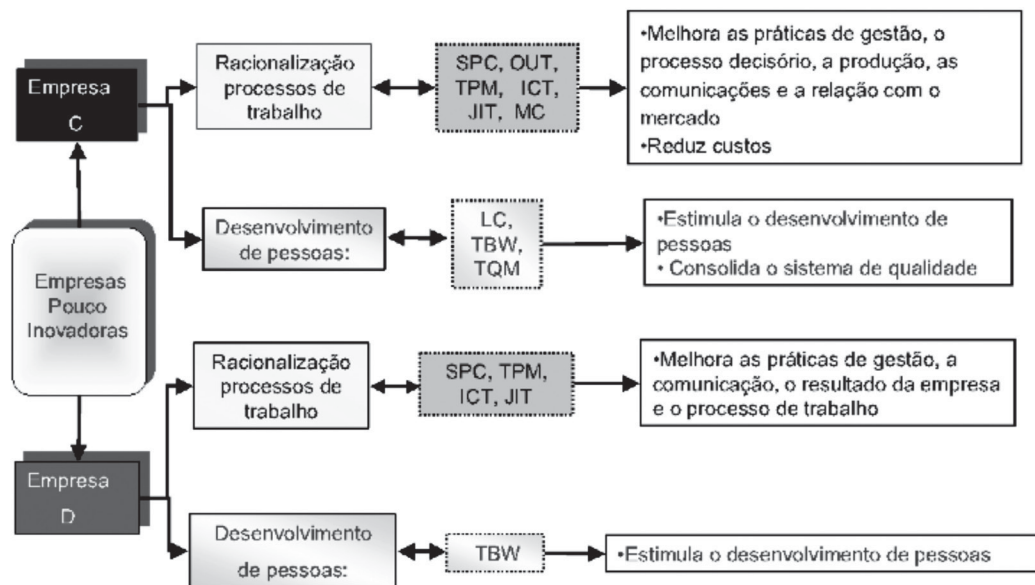 Empresa
C
Racionalização
processos de
trabalho
SPC, OUT,
TPM, ICT,
JIT, MC
•Melhora as práticas de gestão, o
processo decisório, a produção, as
comunicações e a relação com o
mercado
•Reduz custos
Desenvolvimento
de pessoas:
LC,
TBW,
TQM
•Estimula o desenvolvimento de
pessoas
• Consolida o sistema de qualidade
Empresas
Pouco
Inovadoras
Racionalização
processos de
trabalho
SPC, TPM,
ICT, JIT
•Melhora as práticas de gestão, a
comunicação, o resultado da empresa
e o processo de trabalho
Empresa
D
Desenvolvimento
de pessoas:
TBW
•Estimula o desenvolvimento de pessoas